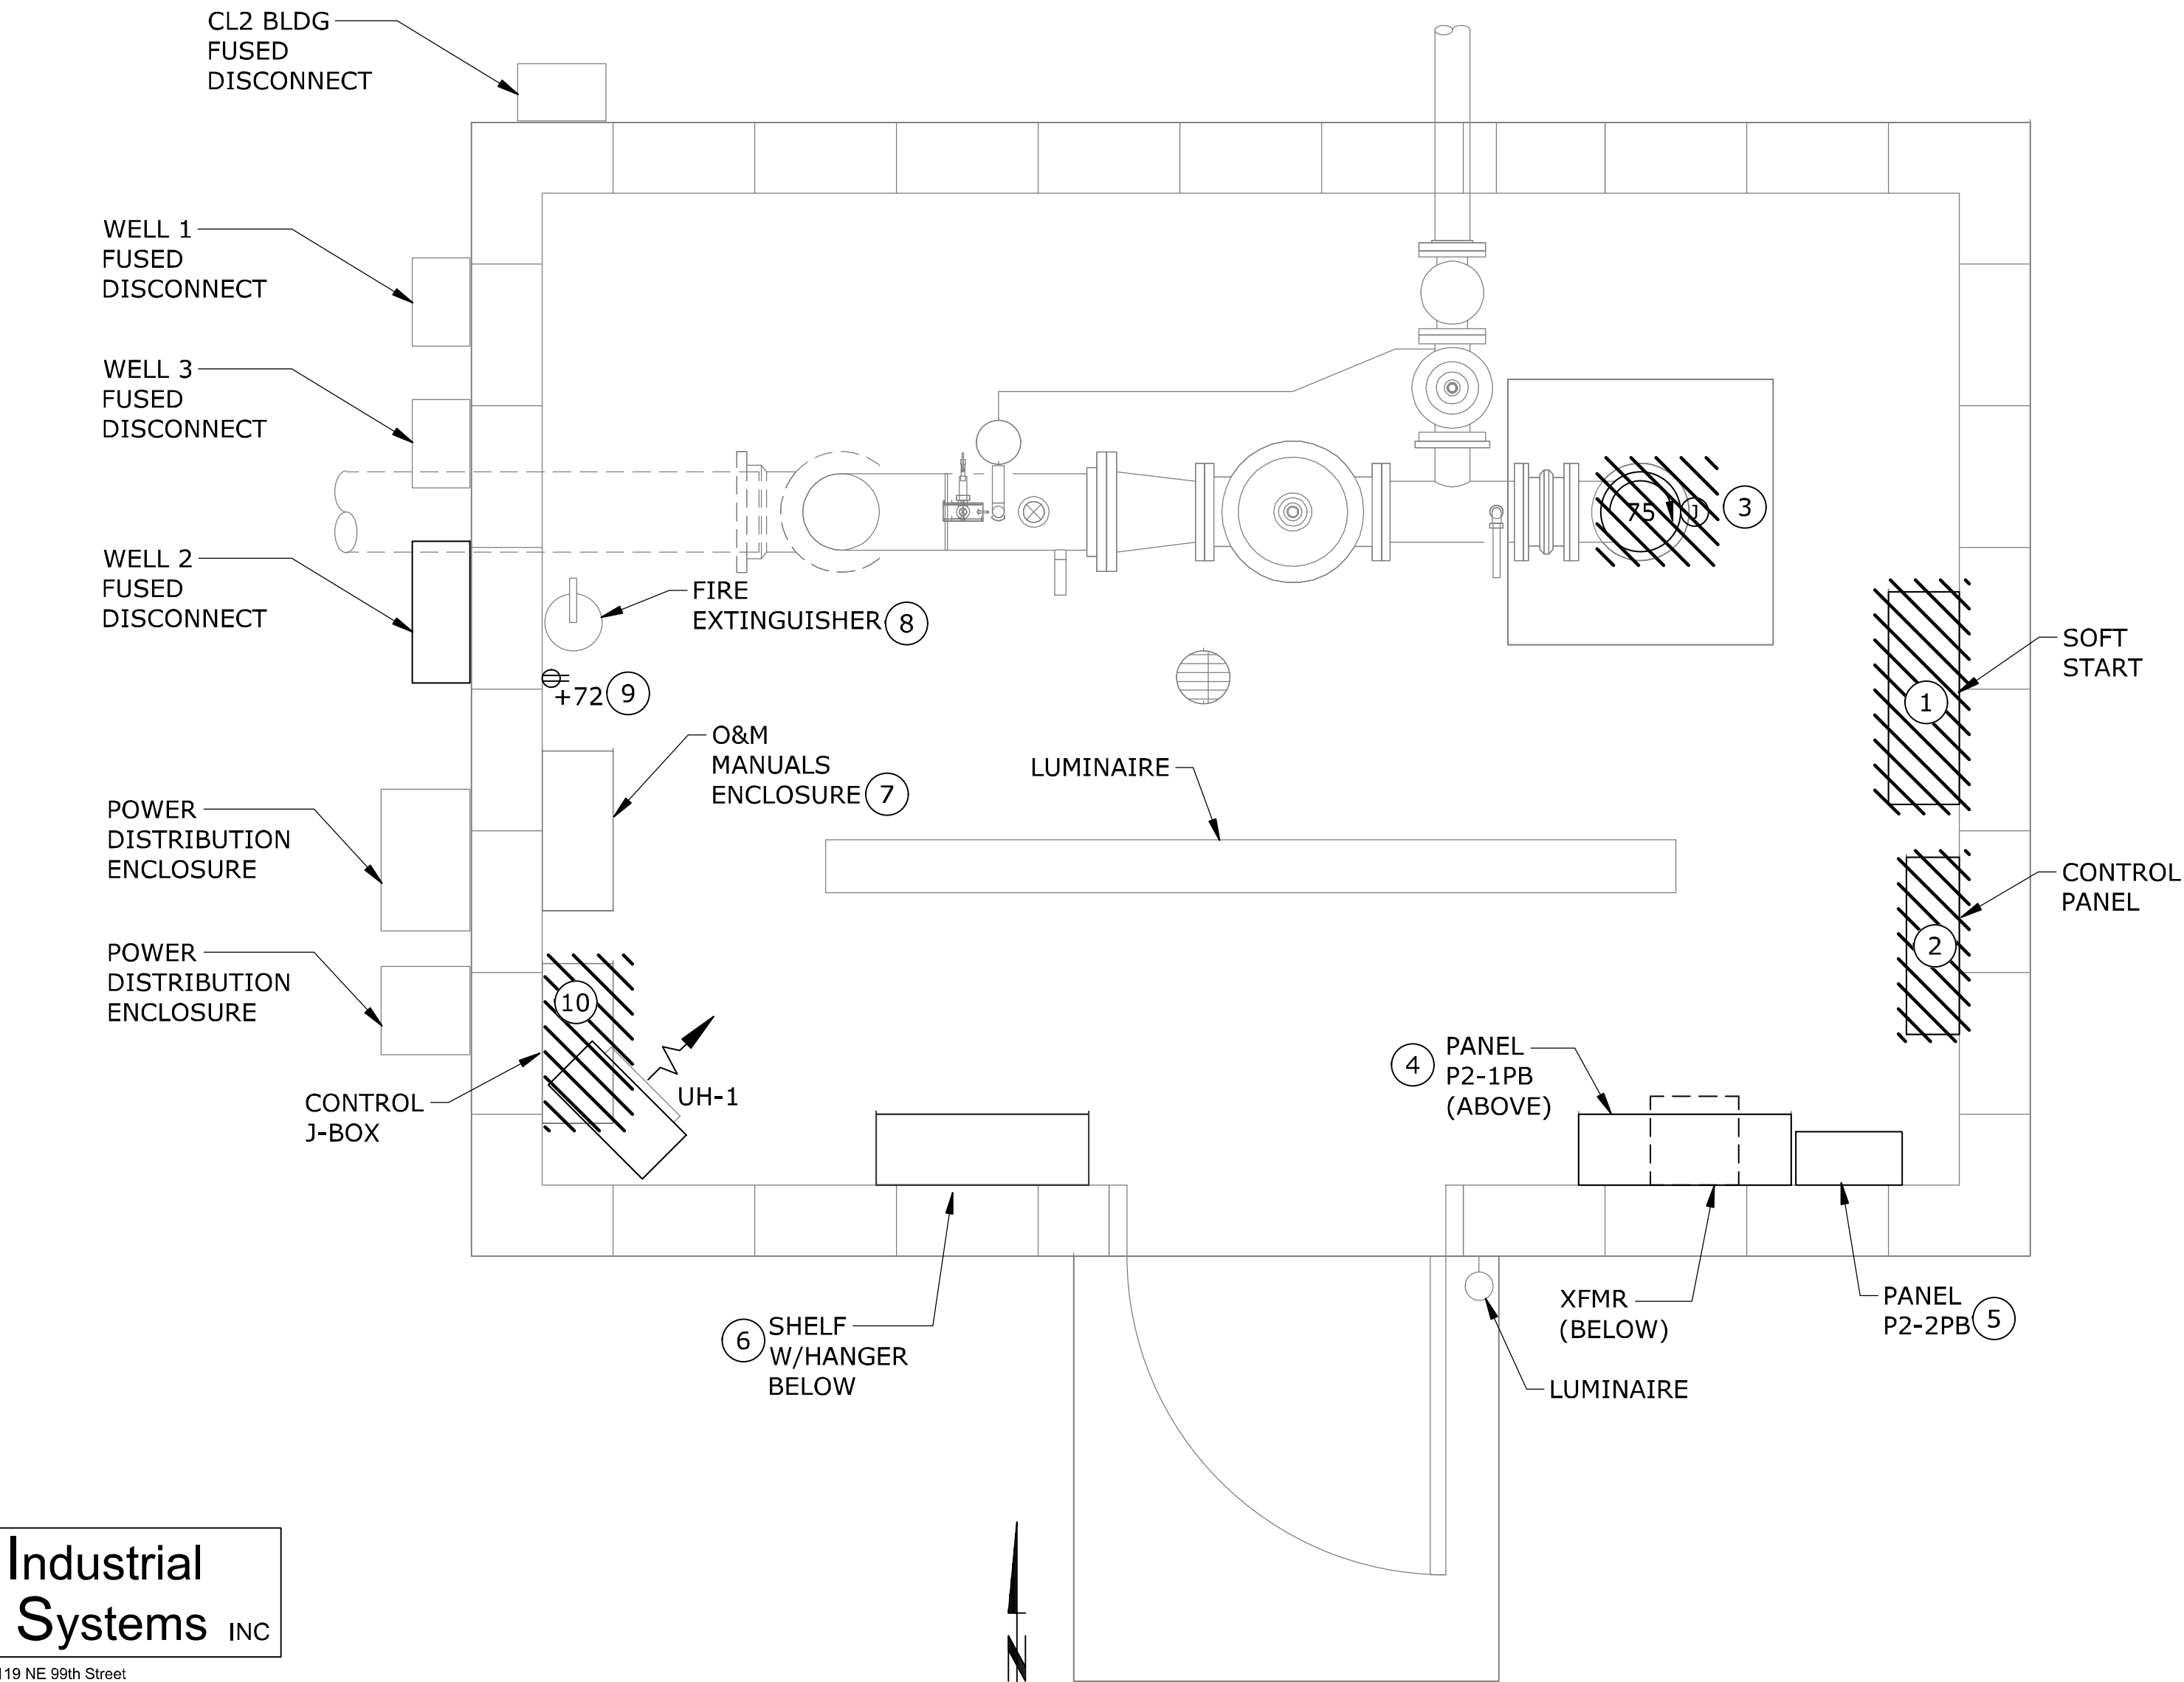 CL2 BLDG
FUSED
DISCONNECT
WELL 1
FUSED
DISCONNECT
WELL 3
FUSED
DISCONNECT
WELL 2
FUSED
DISCONNECT
75
J
3
FIRE
EXTINGUISHER 8
+72 9
SOFT
START
1
O&M
MANUALS
ENCLOSURE 7
LUMINAIRE
POWER
DISTRIBUTION
ENCLOSURE
CONTROL
PANEL
2
POWER
DISTRIBUTION
ENCLOSURE
10
UH-1
CONTROL
J-BOX
4
PANEL
P2-1PB
(ABOVE)
6
SHELF
W/HANGER
BELOW
XFMR
(BELOW)
PANEL
P2-2PB 5
LUMINAIRE
N
Industrial
Systems INC
119 NE 99th Street